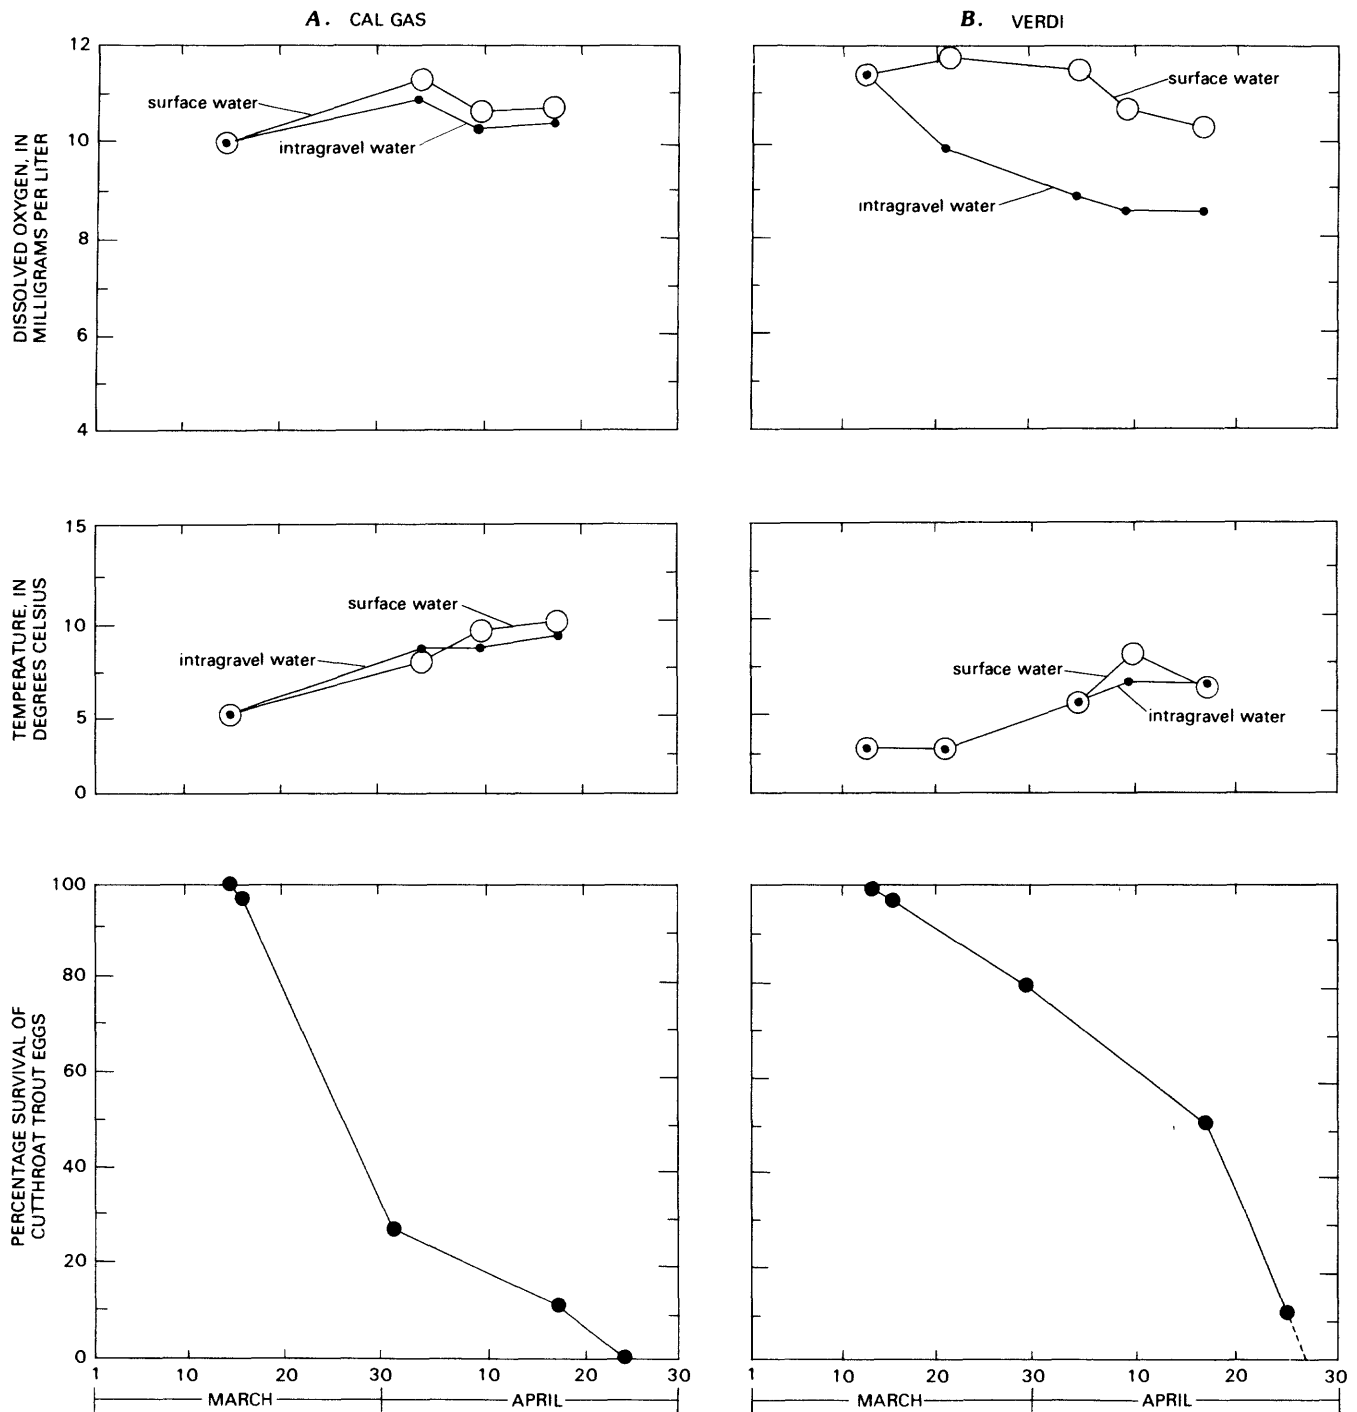 A. CAL GAS
B. VERDI
DISSOLVED OXYGEN, IN
MILLIGRAMS PER LITER
12
10
8
6
4
surface water
intragravel water
surface water
intragravel water
TEMPERATURE, IN
DEGREES CELSIUS
15
10
5
0
surface water
intragravel water
surface water
intragravel water
PERCENTAGE SURVIVAL OF
CUTTHROAT TROUT EGGS
100
80
60
40
20
0
1 10 20 30 10 20 30
MARCH APRIL
1 10 20 30 10 20 30
MARCH APRIL